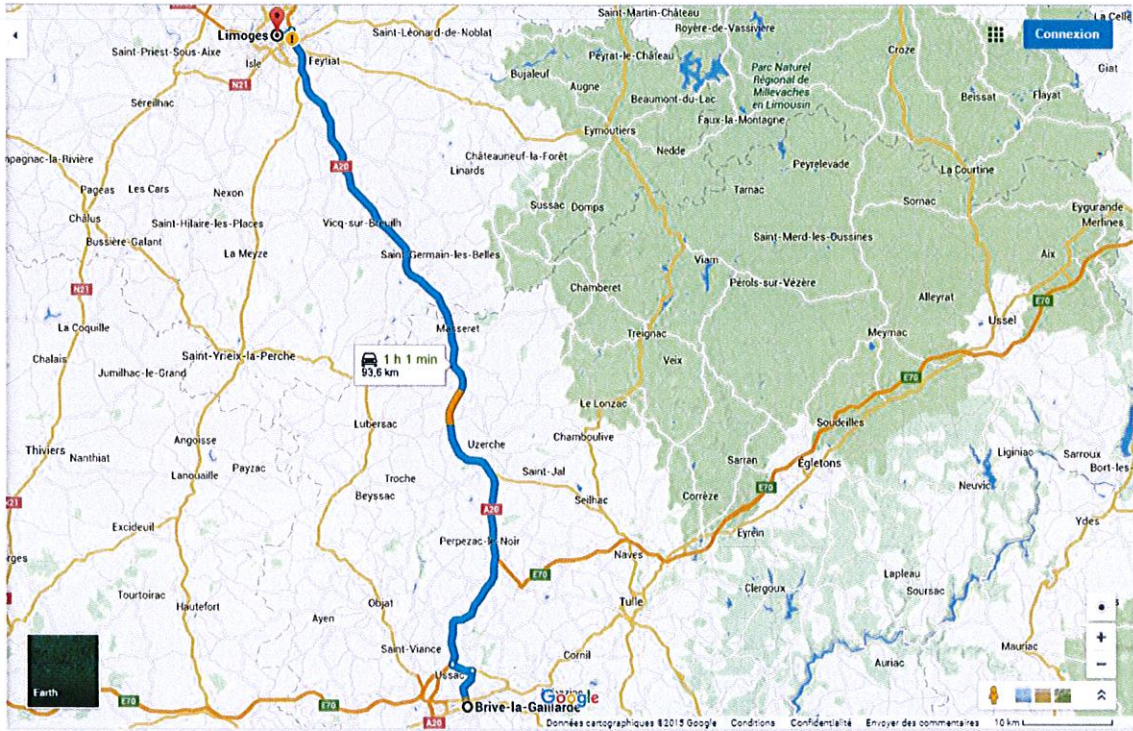 Saint-Martin-Château
La Celle
Limoges
Saint-Léonard-de-Noblat
Royère-de-Vassivière
Connexion
Saint-Priest-Sous-Aixe
Isle
Feytiat
Peyrat-le-Château
Croze
Giat
Bujaleuf
Parc Naturel
Régional de
Millevaches
en Limousin
N21
Augne
Beaumont-du-Lac
Beissat
Flayat
Séreilhac
Faux-la-Montagne
Eymoutiers
Châteauneuf-la-Forêt
Nedde
Peyrelevade
La Courtine
mpagnac-la-Rivière
A20
Linards
Pageas
Les Cars
Nexon
Tarnac
Sornac
Châlus
Sussac
Domps
Eygurande
Merlines
Saint-Hilaire-les-Places
Vicq-sur-Breuilh
Bussière-Galant
La Meyze
Saint-Germain-les-Belles
Saint-Merd-les-Oussines
Aix
Viam
Pérols-sur-Vézère
N21
Chamberet
Alleyrat
E70
La Coquille
Masseret
Treignac
Meymac
Ussel
Chalais
Saint-Yrieix-la-Perche
1 h 1 min
93,6 km
Veix
Jumilhac-le-Grand
E70
Le Lonzac
Lubersac
Soudeilles
Angoisse
Uzerche
Chamboulive
Thiviers
Nanthiat
Payzac
Sarran
Égletons
Liginiac
Sarroux
Lanouaille
Troche
Saint-Jal
Bort-les
Beyssac
Seilhac
Corrèze
E70
Neuvic
N21
A20
Excideuil
Eyrein
Ydes
Perpezac-le-Noir
Naves
E70
Tourtoirac
Hautefort
Objat
Tulle
Clergoux
Lapleau
Soursac
Ayen
Saint-Viance
Cornil
Mauriac
Ussac
Auriac
Earth
E70
Brive-la-Gaillarde
Google
A20
Données cartographiques ©2015 Google Conditions Confidentialité Envoyer des commentaires 10 km